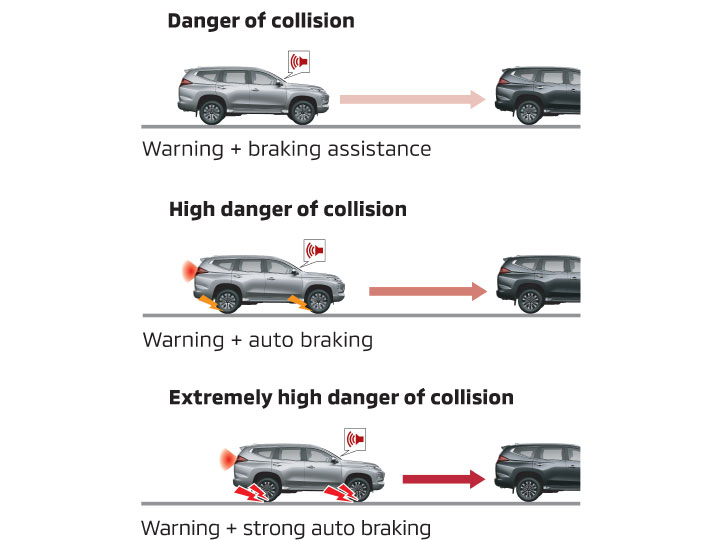 Danger of collision
Warning + braking assistance
High danger of collision
Warning + auto braking
Extremely high danger of collision
Warning + strong auto braking